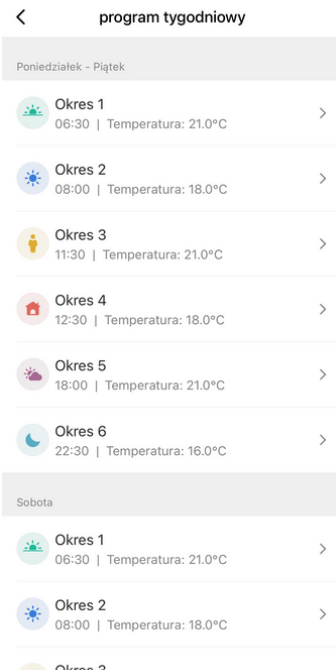 program tygodniowy
Poniedziałek - Piątek
Okres 1
06:30 | Temperatura: 21.0°C
Okres 2
08:00 | Temperatura: 18.0°C
Okres 3
11:30 | Temperatura: 21.0°C
Okres 4
12:30 | Temperatura: 18.0°C
Okres 5
18:00 | Temperatura: 21.0°C
Okres 6
22:30 | Temperatura: 16.0°C
Sobota
Okres 1
06:30 | Temperatura: 21.0°C
Okres 2
08:00 | Temperatura: 18.0°C
Okres 3